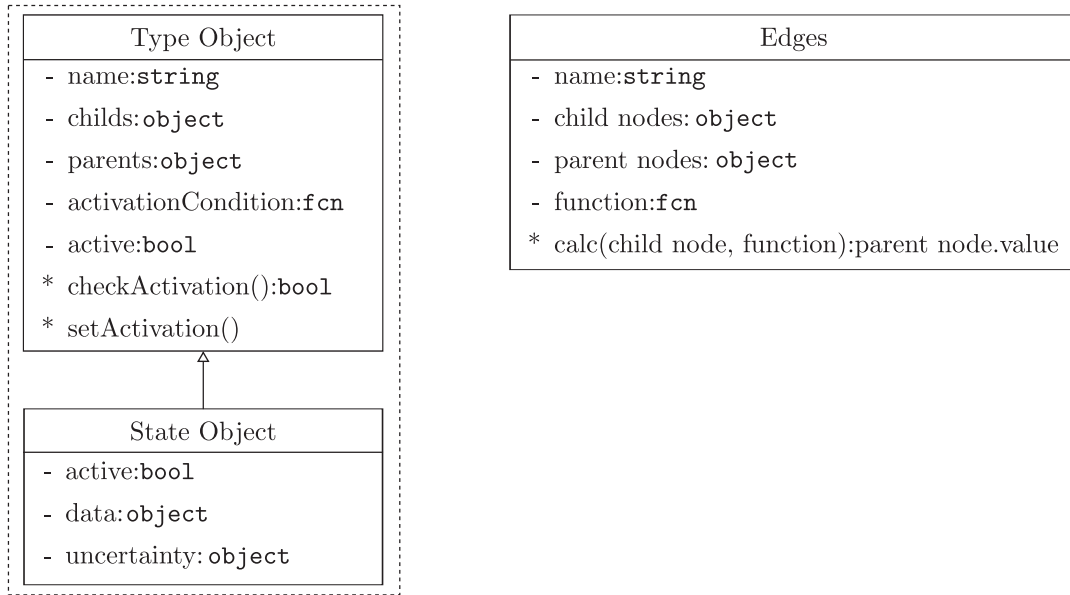 Type Object
- name:string
- childs:object
- parents:object
- activationCondition:fcn
- active:bool
* checkActivation():bool
* setActivation()
State Object
- active:bool
- data:object
- uncertainty: object
Edges
- name:string
- child nodes: object
- parent nodes: object
- function:fcn
* calc(child node, function):parent node.value